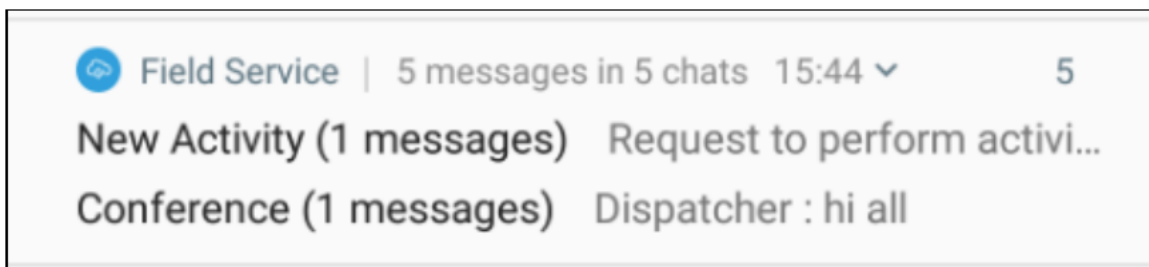 Field Service | 5 messages in 5 chats 15:44 5
New Activity (1 messages) Request to perform activi...
Conference (1 messages) Dispatcher : hi all